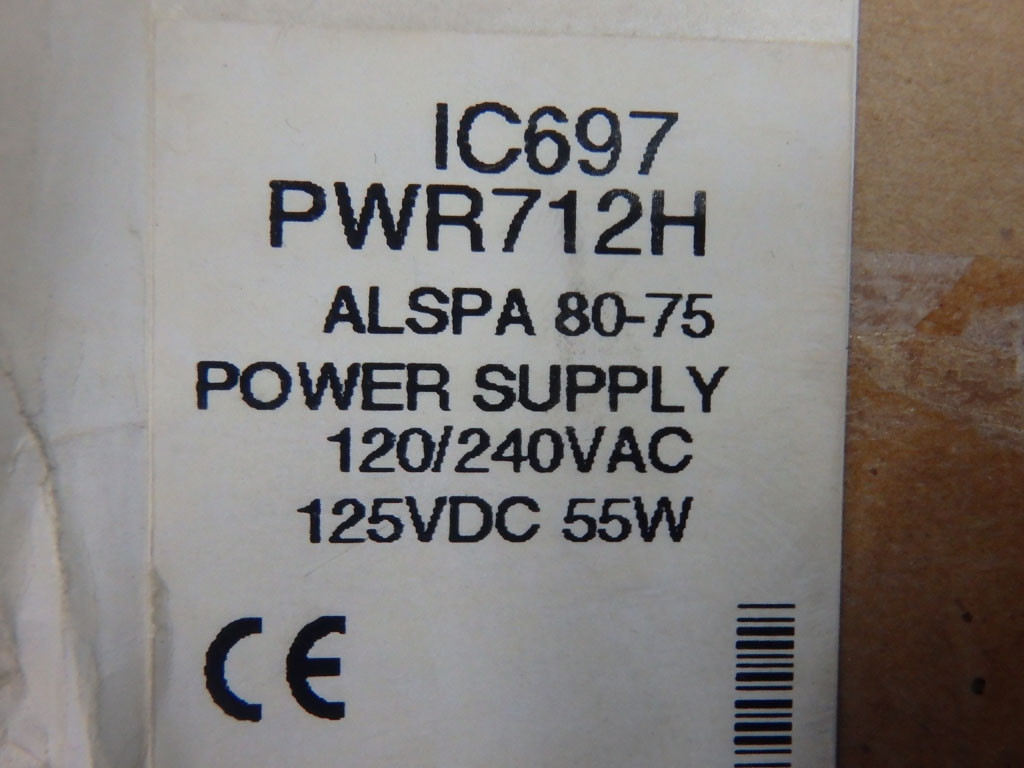 IC697
PWR712H
ALSPA 80-75
POWER SUPPLY
120/240VAC
125VDC 55W
CE